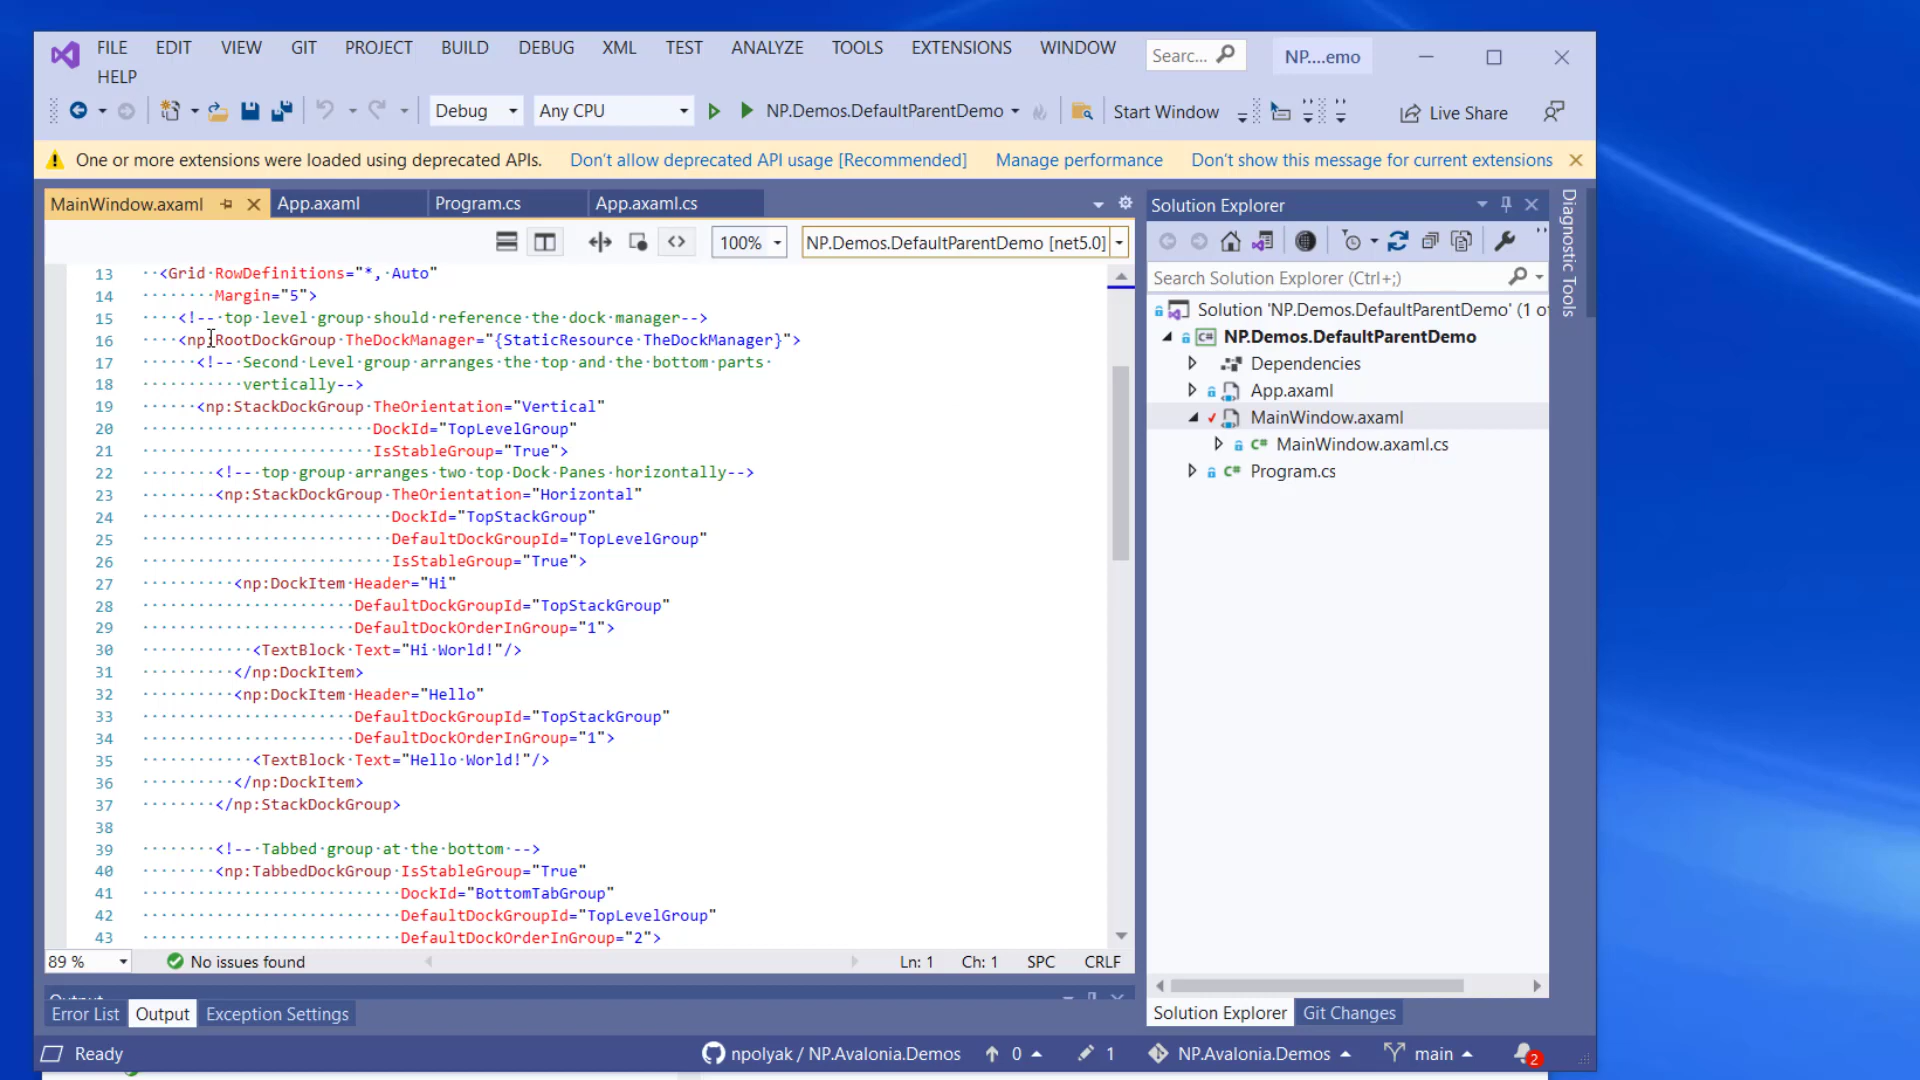 FILE EDIT VIEW GIT PROJECT BUILD DEBUG XML TEST ANALYZE TOOLS EXTENSIONS WINDOW Searc... NP....emo
HELP
Debug Any CPU NP.Demos.DefaultParentDemo Start Window Live Share
One or more extensions were loaded using deprecated APIs. Don't allow deprecated API usage [Recommended] Manage performance Don't show this message for current extensions
MainWindow.axaml App.axaml Program.cs App.axaml.cs
100% NP.Demos.DefaultParentDemo [net5.0]
13 <Grid RowDefinitions="*, Auto"
14 Margin="5">
15 <!-- top level group should reference the dock manager-->
16 <np:RootDockGroup TheDockManager="{StaticResource TheDockManager}">
17 <!-- Second Level group arranges the top and the bottom parts
18 vertically-->
19 <np:StackDockGroup TheOrientation="Vertical"
20 DockId="TopLevelGroup"
21 IsStableGroup="True">
22 <!-- top group arranges two top Dock Panes horizontally-->
23 <np:StackDockGroup TheOrientation="Horizontal"
24 DockId="TopStackGroup"
25 DefaultDockGroupId="TopLevelGroup"
26 IsStableGroup="True">
27 <np:DockItem Header="Hi"
28 DefaultDockGroupId="TopStackGroup"
29 DefaultDockOrderInGroup="1">
30 <TextBlock Text="Hi World!"/>
31 </np:DockItem>
32 <np:DockItem Header="Hello"
33 DefaultDockGroupId="TopStackGroup"
34 DefaultDockOrderInGroup="1">
35 <TextBlock Text="Hello World!"/>
36 </np:DockItem>
37 </np:StackDockGroup>
38
39 <!-- Tabbed group at the bottom -->
40 <np:TabbedDockGroup IsStableGroup="True"
41 DockId="BottomTabGroup"
42 DefaultDockGroupId="TopLevelGroup"
43 DefaultDockOrderInGroup="2">
89 % No issues found Ln: 1 Ch: 1 SPC CRLF
Output
Error List Output Exception Settings
Solution Explorer
Search Solution Explorer (Ctrl+;)
Solution 'NP.Demos.DefaultParentDemo' (1 o
NP.Demos.DefaultParentDemo
Dependencies
App.axaml
MainWindow.axaml
C# MainWindow.axaml.cs
C# Program.cs
Solution Explorer Git Changes
Diagnostic Tools
Ready npolyak / NP.Avalonia.Demos 0 1 NP.Avalonia.Demos main 2